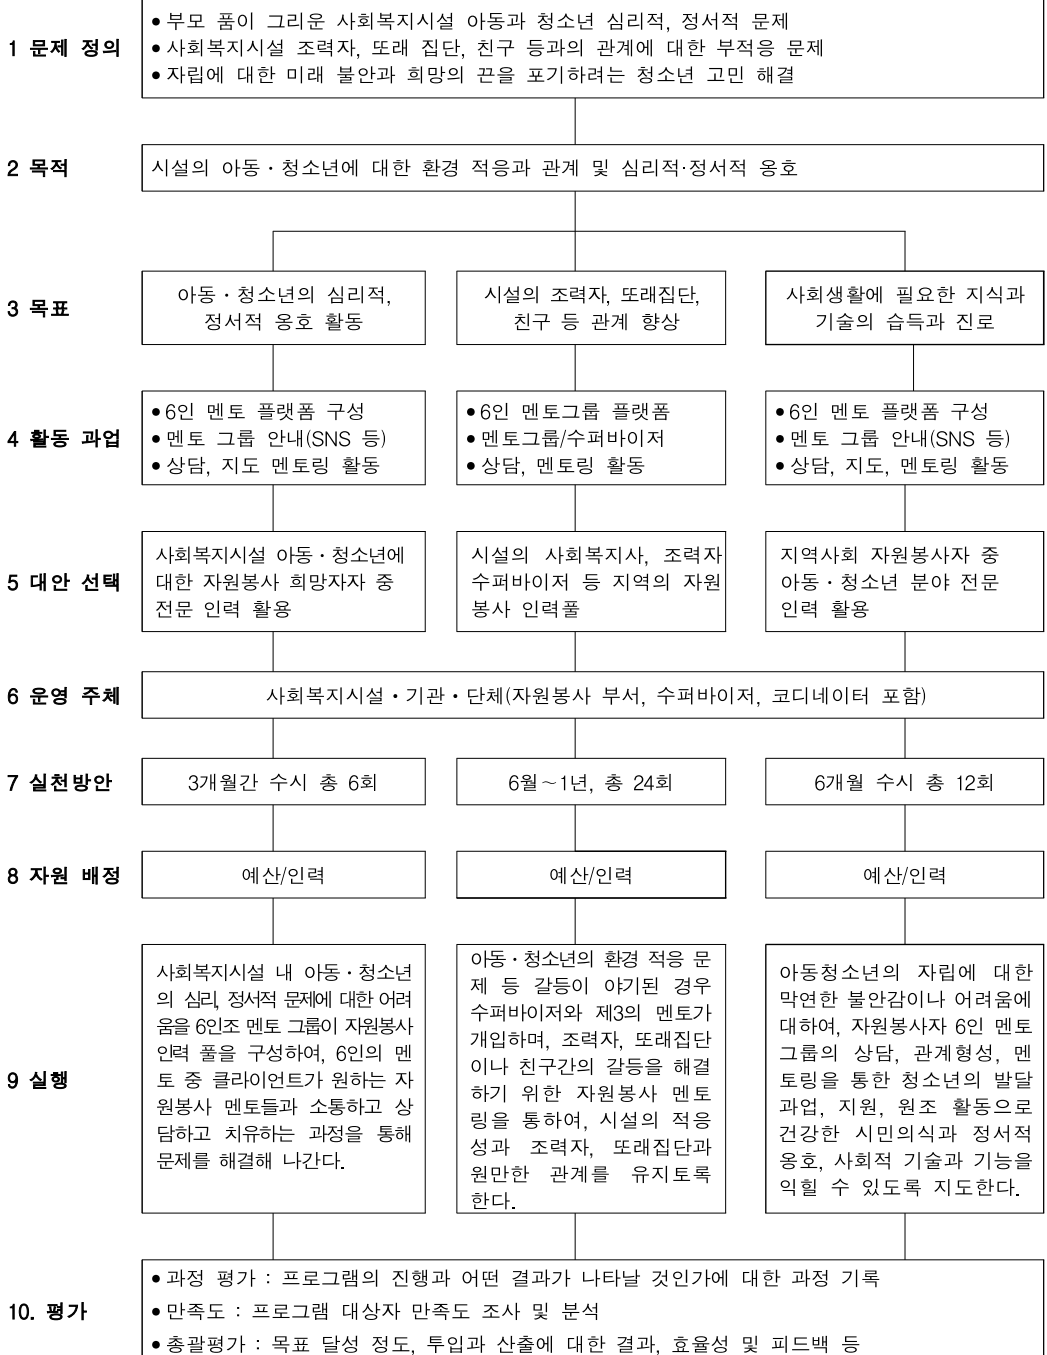 1 문제 정의
● 부모 품이 그리운 사회복지시설 아동과 청소년 심리적, 정서적 문제
● 사회복지시설 조력자, 또래 집단, 친구 등과의 관계에 대한 부적응 문제
● 자립에 대한 미래 불안과 희망의 끈을 포기하려는 청소년 고민 해결
2 목적
시설의 아동・청소년에 대한 환경 적응과 관계 및 심리적·정서적 옹호
3 목표
아동・청소년의 심리적,
정서적 옹호 활동
시설의 조력자, 또래집단,
친구 등 관계 향상
사회생활에 필요한 지식과
기술의 습득과 진로
4 활동 과업
● 6인 멘토 플랫폼 구성
● 멘토 그룹 안내(SNS 등)
● 상담, 지도 멘토링 활동
● 6인 멘토그룹 플랫폼
● 멘토그룹/수퍼바이저
● 상담, 멘토링 활동
● 6인 멘토 플랫폼 구성
● 멘토 그룹 안내(SNS 등)
● 상담, 지도, 멘토링 활동
5 대안 선택
사회복지시설 아동・청소년에
대한 자원봉사 희망자자 중
전문 인력 활용
시설의 사회복지사, 조력자
수퍼바이저 등 지역의 자원
봉사 인력풀
지역사회 자원봉사자 중
아동・청소년 분야 전문
인력 활용
6 운영 주체
사회복지시설・기관・단체(자원봉사 부서, 수퍼바이저, 코디네이터 포함)
7 실천방안
3개월간 수시 총 6회
6월～1년, 총 24회
6개월 수시 총 12회
8 자원 배정
예산/인력
예산/인력
예산/인력
9 실행
사회복지시설 내 아동・청소년
의 심리, 정서적 문제에 대한 어려
움을 6인조 멘토 그룹이 자원봉사
인력 풀을 구성하여, 6인의 멘
토 중 클라이언트가 원하는 자
원봉사 멘토들과 소통하고 상
담하고 치유하는 과정을 통해
문제를 해결해 나간다.
아동・청소년의 환경 적응 문
제 등 갈등이 야기된 경우
수퍼바이저와 제3의 멘토가
개입하며, 조력자, 또래집단
이나 친구간의 갈등을 해결
하기 위한 자원봉사 멘토
링을 통하여, 시설의 적응
성과 조력자, 또래집단과
원만한 관계를 유지토록
한다.
아동청소년의 자립에 대한
막연한 불안감이나 어려움에
대하여, 자원봉사자 6인 멘토
그룹의 상담, 관계형성, 멘
토링을 통한 청소년의 발달
과업, 지원, 원조 활동으로
건강한 시민의식과 정서적
옹호, 사회적 기술과 기능을
익힐 수 있도록 지도한다.
10. 평가
● 과정 평가 : 프로그램의 진행과 어떤 결과가 나타날 것인가에 대한 과정 기록
● 만족도 : 프로그램 대상자 만족도 조사 및 분석
● 총괄평가 : 목표 달성 정도, 투입과 산출에 대한 결과, 효율성 및 피드백 등